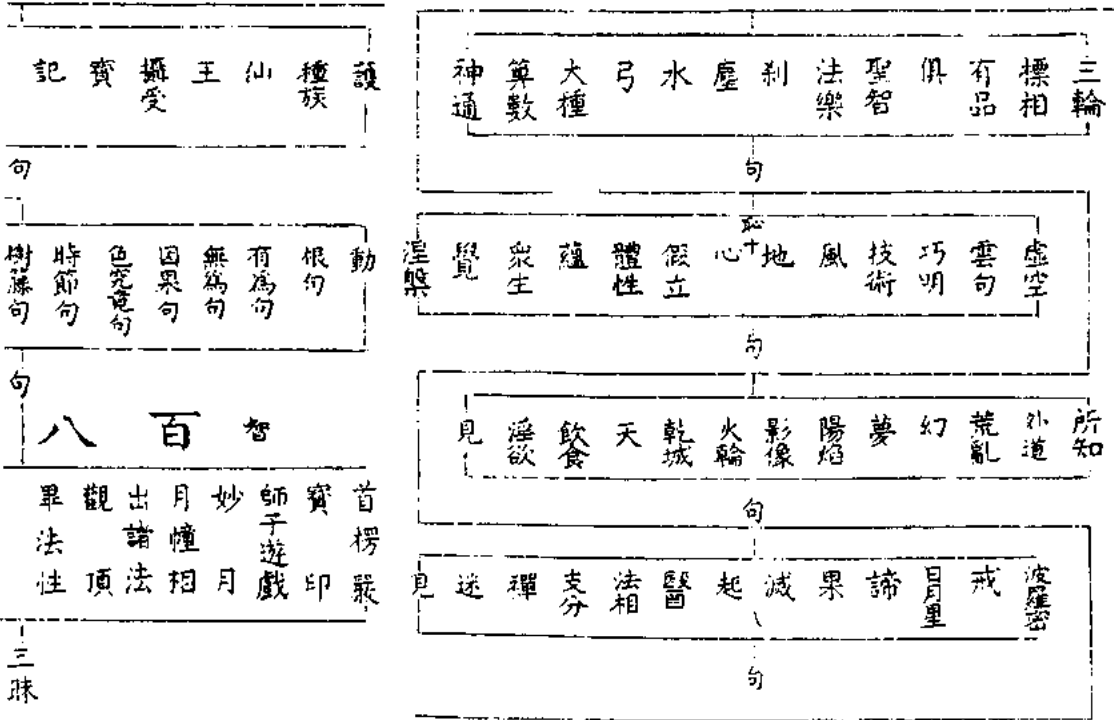 三輪 標相 有品 俱 聖智 法樂 刹 塵 水 弓 大種 算數 神通
句
虛空 雲句 巧明 技術 風 地 心 假立 體性 蘊 眾生 覺 涅槃
句
所知 外道 荒亂 幻 夢 陽焰 影像 火輪 乾城 天 飲食 淫欲 見
句
波羅密 戒 日月星 諦 果 滅 起 醫 法相 支分 禪 迷 見
句
護 種族 仙 王 攝受 寶 記
句
動 根句 有為句 無為句 因果句 色究竟句 時節句 樹藤句
句
智
百八
首楞嚴 寶印 師子遊戲 妙月 月幢相 出諸法 觀頂 畢法性
三昧